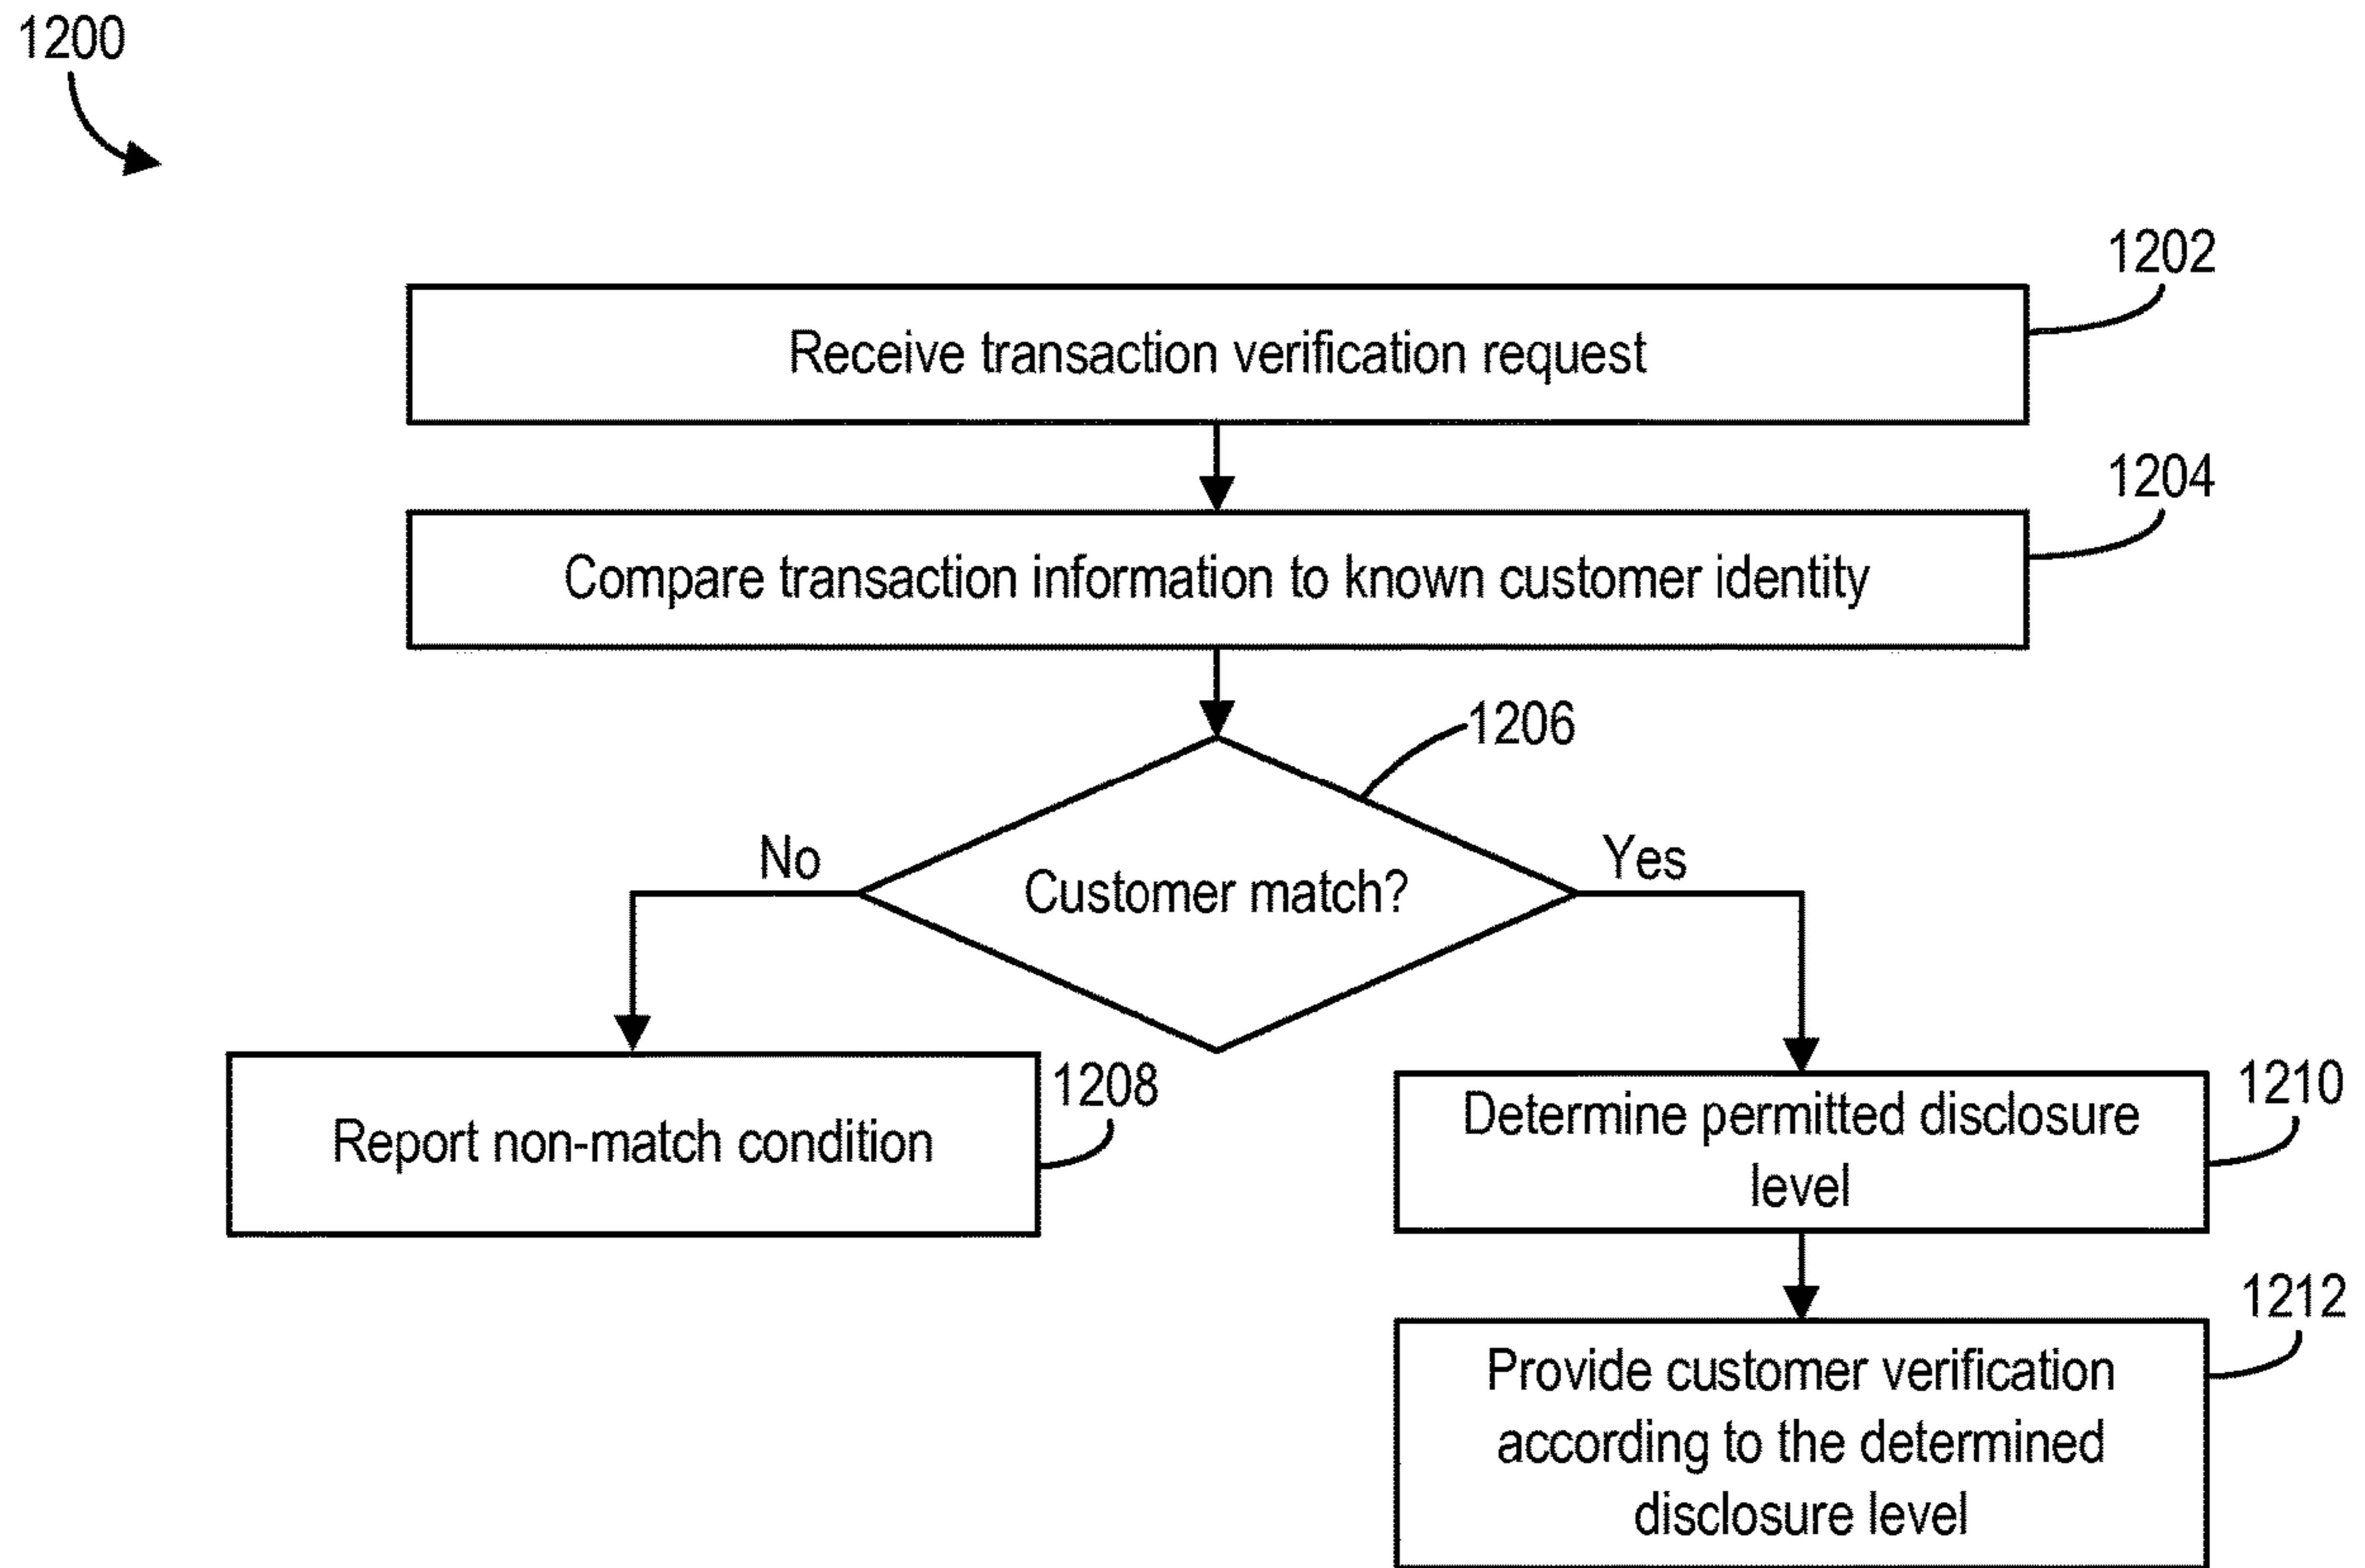 1200
1202
Receive transaction verification request
1204
Compare transaction information to known customer identity
1206
No
Yes
Customer match?
1208
Report non-match condition
1210
Determine permitted disclosure
level
1212
Provide customer verification
according to the determined
disclosure level